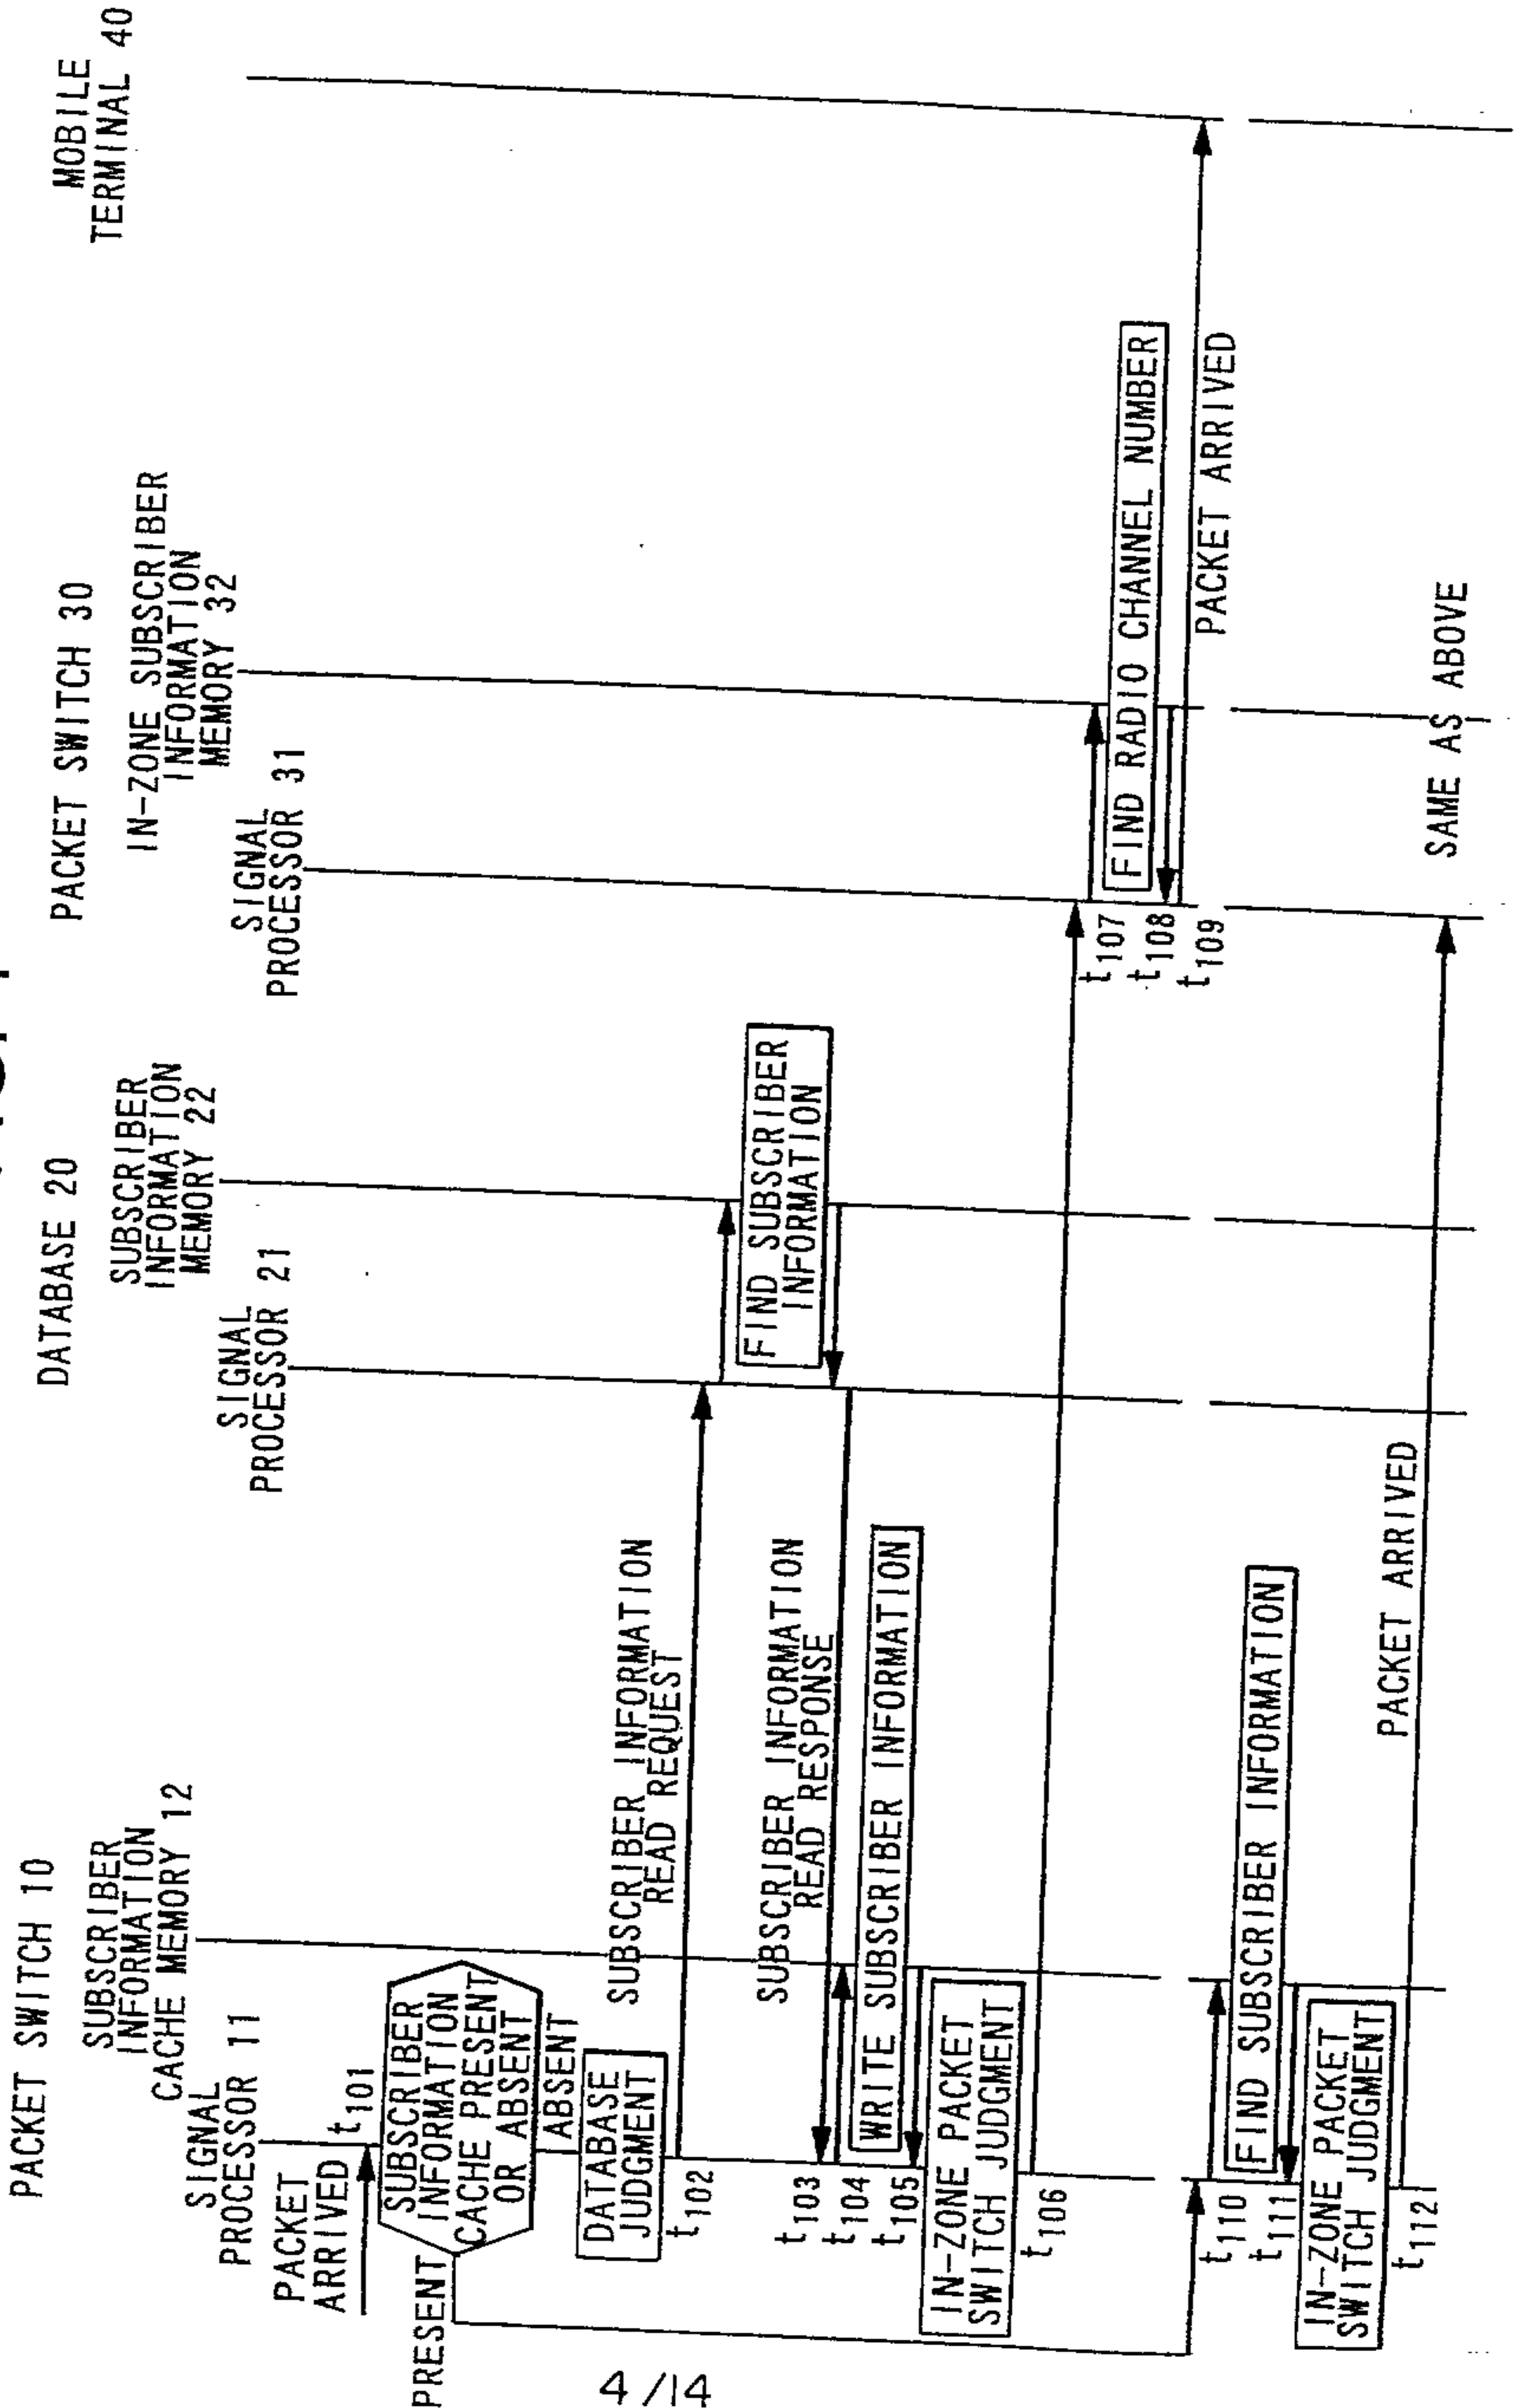 PACKET SWITCH 10
DATABASE 20
PACKET SWITCH 30
MOBILE
TERMINAL 40
SUBSCRIBER
INFORMATION
CACHE MEMORY 12
SIGNAL
PROCESSOR 11
SUBSCRIBER
INFORMATION
MEMORY 22
SIGNAL
PROCESSOR 21
IN-ZONE SUBSCRIBER
INFORMATION
MEMORY 32
SIGNAL
PROCESSOR 31
PACKET
ARRIVED
t101
SUBSCRIBER
INFORMATION
CACHE PRESENT
OR ABSENT
PRESENT
ABSENT
DATABASE
JUDGMENT
t102
SUBSCRIBER INFORMATION
READ REQUEST
FIND SUBSCRIBER
INFORMATION
SUBSCRIBER INFORMATION
READ RESPONSE
t103
t104
WRITE SUBSCRIBER INFORMATION
t105
IN-ZONE PACKET
SWITCH JUDGMENT
t106
t107
FIND RADIO CHANNEL NUMBER
t108
t109
PACKET ARRIVED
t110
FIND SUBSCRIBER INFORMATION
t111
IN-ZONE PACKET
SWITCH JUDGMENT
t112
PACKET ARRIVED
SAME AS ABOVE
4/14